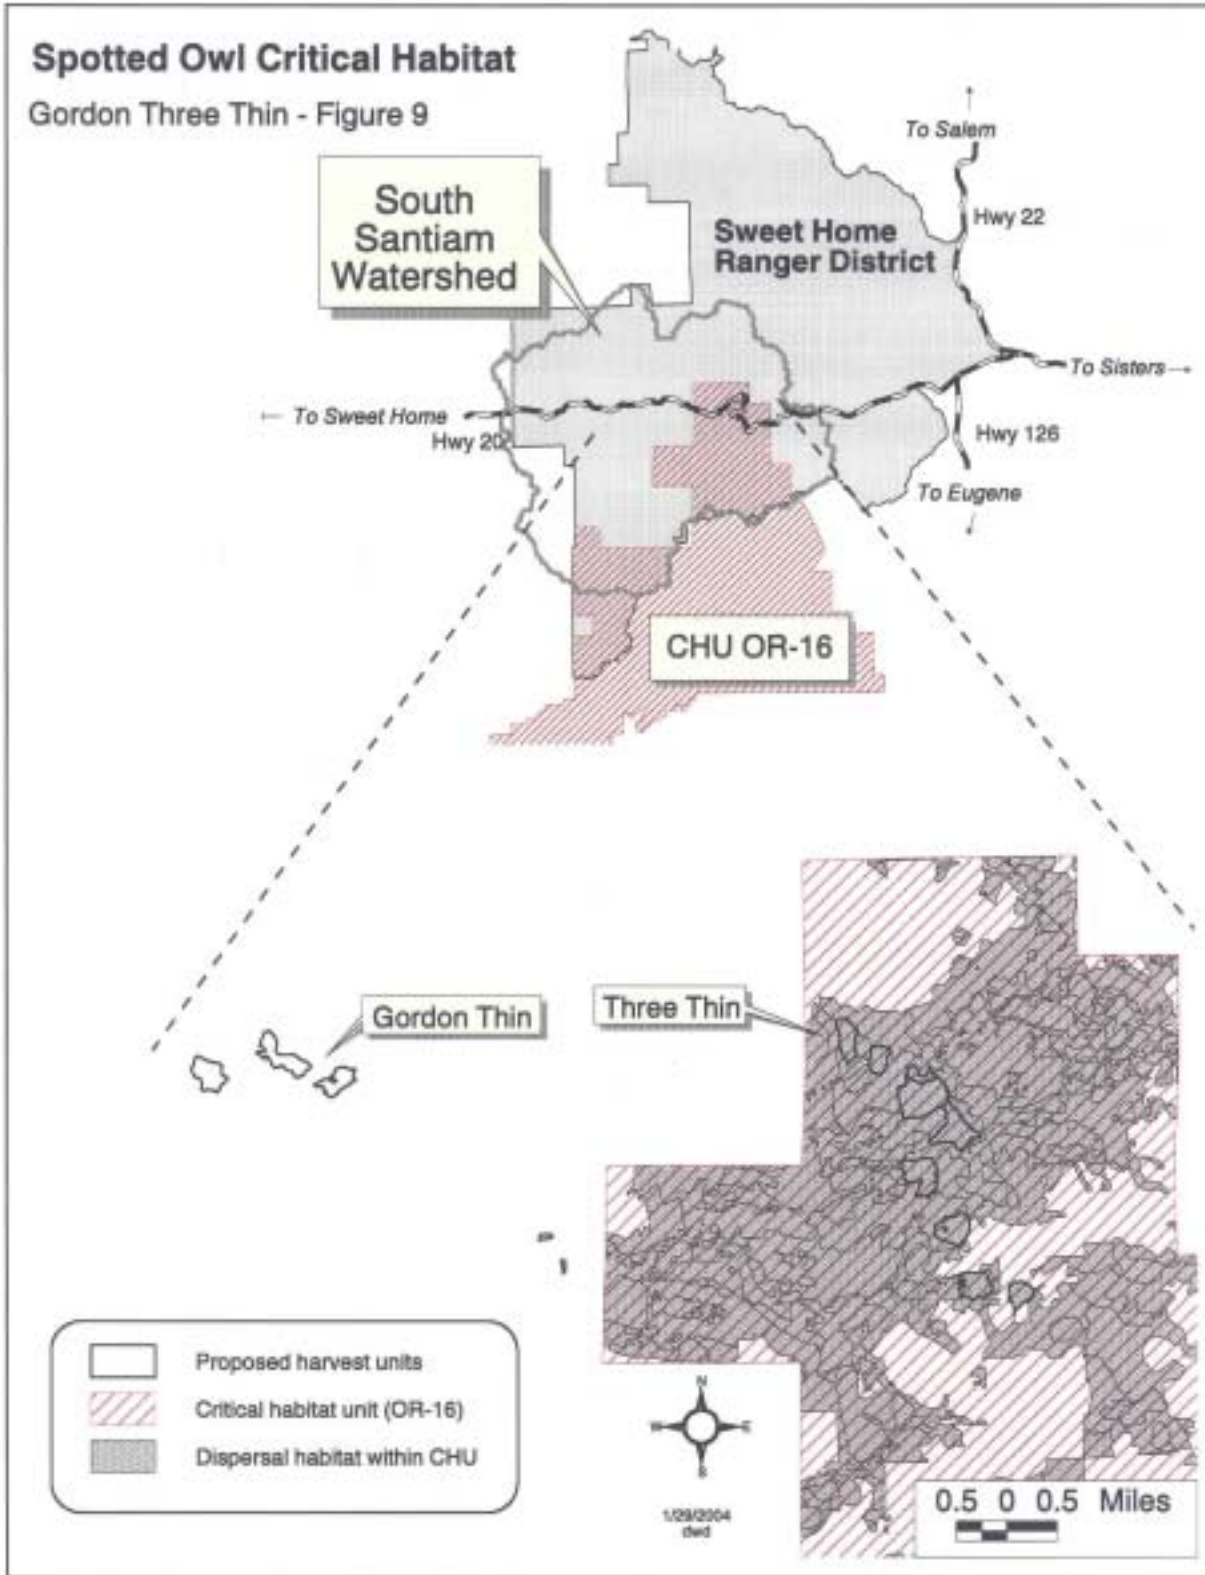 Spotted Owl Critical Habitat
Gordon Three Thin - Figure 9
To Salem
South
Santiam
Watershed
Hwy 22
Sweet Home
Ranger District
To Sisters
To Sweet Home
Hwy 20
Hwy 126
To Eugene
CHU OR-16
Gordon Thin
Three Thin
Proposed harvest units
Critical habitat unit (OR-16)
Dispersal habitat within CHU
N
W
E
S
1/29/2004
dwd
0.5 0 0.5 Miles